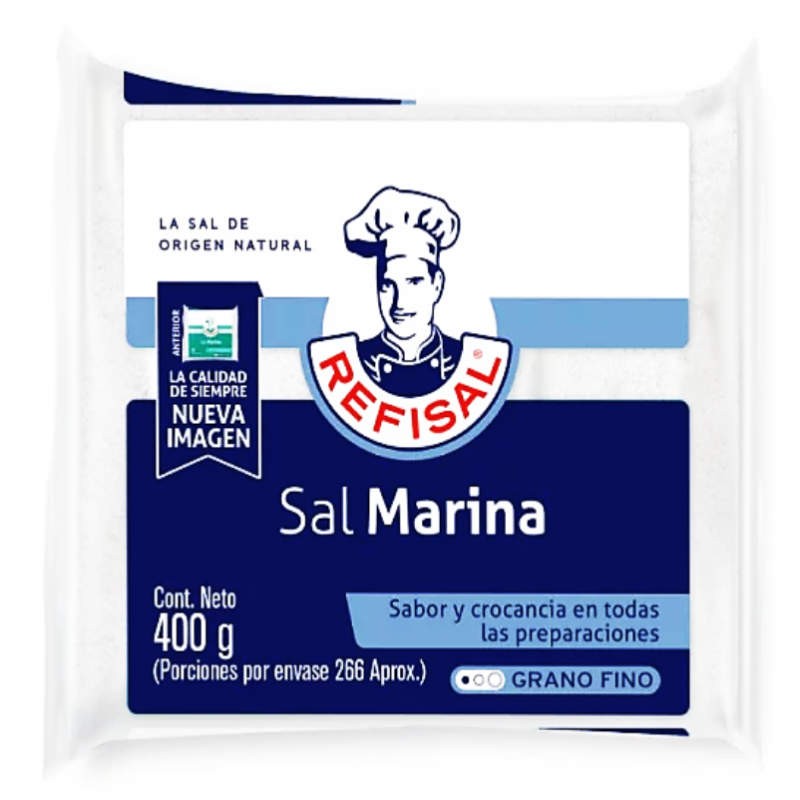 LA SAL DE
ORIGEN NATURAL
ANTERIOR
Marina
LA CALIDAD
DE SIEMPRE
NUEVA
IMAGEN
REFISAL®
Sal Marina
Cont. Neto
400 g
(Porciones por envase 266 Aprox.)
Sabor y crocancia en todas
las preparaciones
GRANO FINO